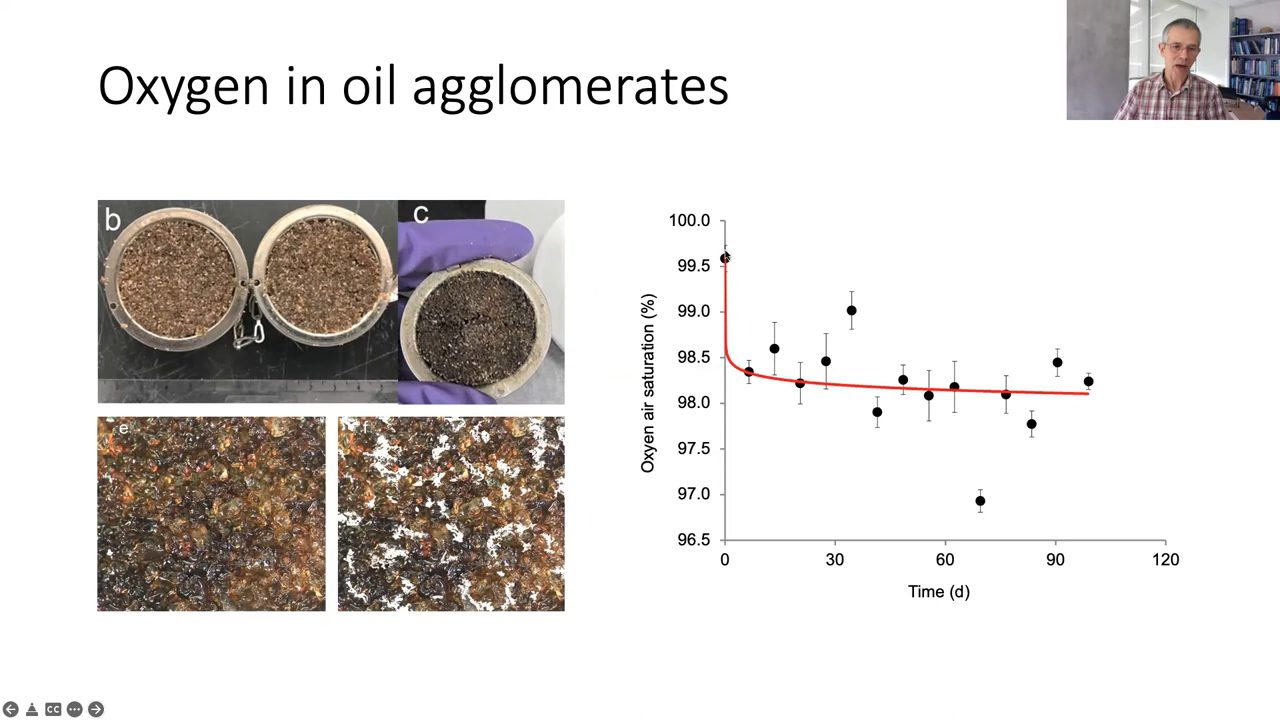 Oxygen in oil agglomerates
b
c
e
f
100.0
99.5
99.0
98.5
98.0
97.5
97.0
96.5
Oxyen air saturation (%)
0
30
60
90
120
Time (d)
CC